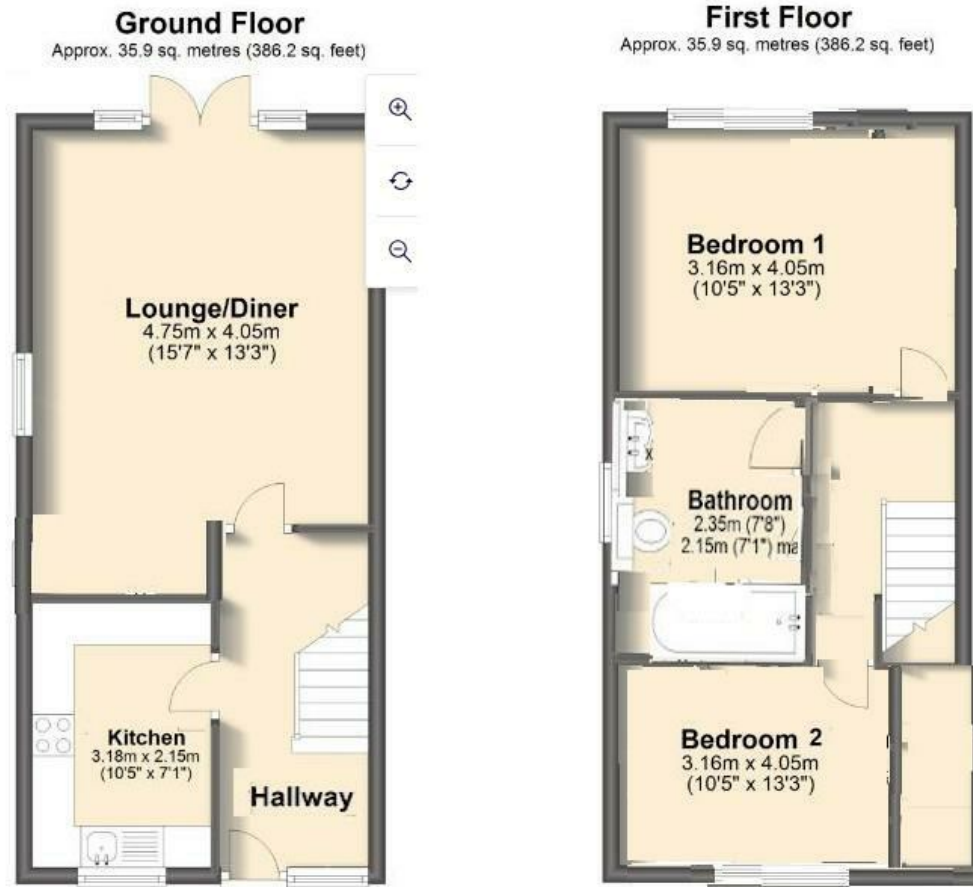 Ground Floor
Approx. 35.9 sq. metres (386.2 sq. feet)
Lounge/Diner
4.75m x 4.05m
(15'7" x 13'3")
Kitchen
3.18m x 2.15m
(10'5" x 7'1")
Hallway
First Floor
Approx. 35.9 sq. metres (386.2 sq. feet)
Bedroom 1
3.16m x 4.05m
(10'5" x 13'3")
x
Bathroom
2.35m (7'8")
2.15m (7'1") ma
Bedroom 2
3.16m x 4.05m
(10'5" x 13'3")